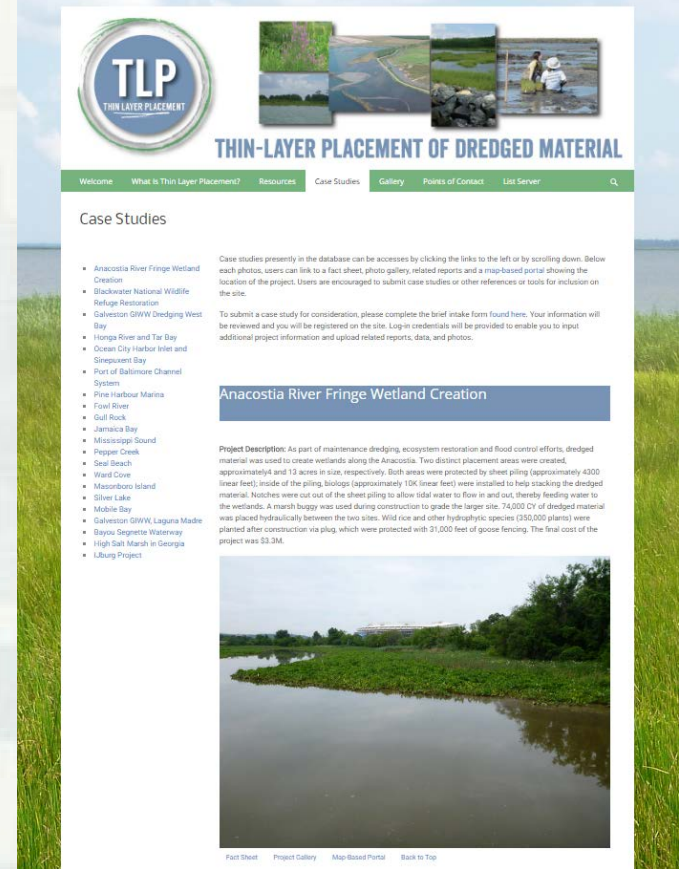 TLP
THIN LAYER PLACEMENT
THIN-LAYER PLACEMENT OF DREDGED MATERIAL
Welcome What Is Thin Layer Placement? Resources Case Studies Gallery Points of Contact List Server
Case Studies
Anacostia River Fringe Wetland
Creation
Blackwater National Wildlife
Refuge Restoration
Galveston GIWW Dredging West
Bay
Honga River and Tar Bay
Ocean City Harbor Inlet and
Sinepuxent Bay
Port of Baltimore Channel
System
Pine Harbour Marina
Fowl River
Gull Rock
Jamaica Bay
Mississippi Sound
Pepper Creek
Seal Beach
Ward Cove
Masonboro Island
Silver Lake
Mobile Bay
Galveston GIWW, Laguna Madre
Bayou Segnette Waterway
High Salt Marsh in Georgia
IJburg Project
Case studies presently in the database can be accesses by clicking the links to the left or by scrolling down. Below
each photos, users can link to a fact sheet, photo gallery, related reports and a map-based portal showing the
location of the project. Users are encouraged to submit case studies or other references or tools for inclusion on
the site.
To submit a case study for consideration, please complete the brief intake form found here. Your information will
be reviewed and you will be registered on the site. Log-in credentials will be provided to enable you to input
additional project information and upload related reports, data, and photos.
Anacostia River Fringe Wetland Creation
Project Description: As part of maintenance dredging, ecosystem restoration and flood control efforts, dredged
material was used to create wetlands along the Anacostia. Two distinct placement areas were created,
approximately4 and 13 acres in size, respectively. Both areas were protected by sheet piling (approximately 4300
linear feet); inside of the piling, biologs (approximately 10K linear feet) were installed to help stacking the dredged
material. Notches were cut out of the sheet piling to allow tidal water to flow in and out, thereby feeding water to
the wetlands. A marsh buggy was used during construction to grade the larger site. 74,000 CY of dredged material
was placed hydraulically between the two sites. Wild rice and other hydrophytic species (350,000 plants) were
planted after construction via plug, which were protected with 31,000 feet of goose fencing. The final cost of the
project was $3.3M.
Fact Sheet Project Gallery Map-Based Portal Back to Top